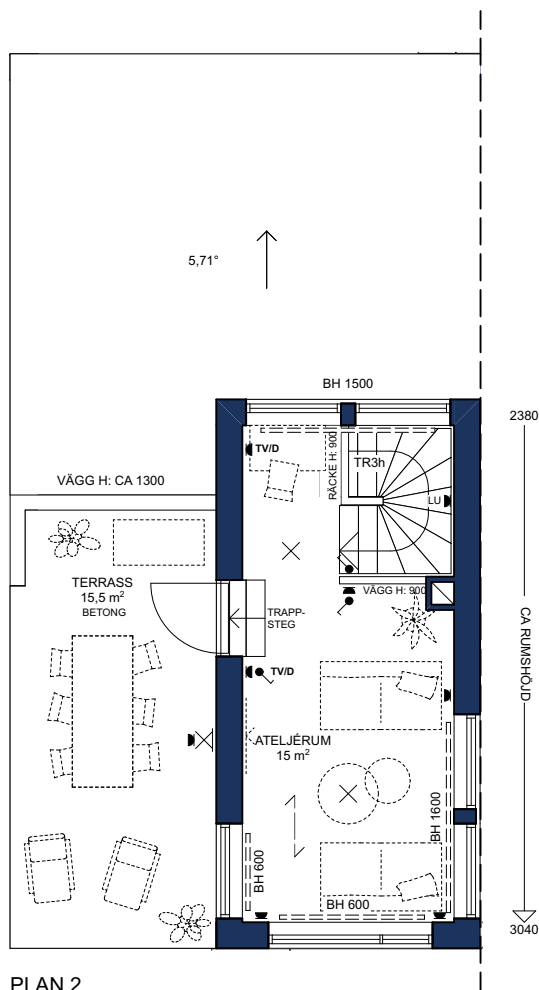 5,71°
BH 1500
2380
TV/D
RÄCKE H: 900
TR3h
VÄGG H: CA 1300
LU
TERRASS
15,5 m²
BETONG
TRAPP-
STEG
VÄGG H: 900
CA RUMSHÖJD
TV/D
ATELJÉRUM
15 m²
BH 1600
BH 600
BH 600
3040
PLAN 2